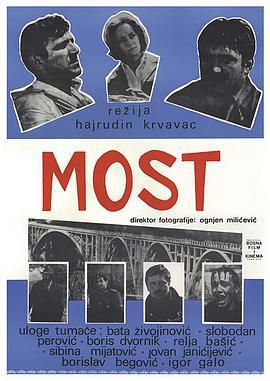 režija
hajrudin krvavac
MOST
direktor fotografije: ognjen milićević
BOSNA
FILM I
KINEMA
uloge tumače: bata živojinović • slobodan
perović • boris dvornik • relja bašić •
sibina mijatović • jovan janićijević •
borislav begović • igor galo